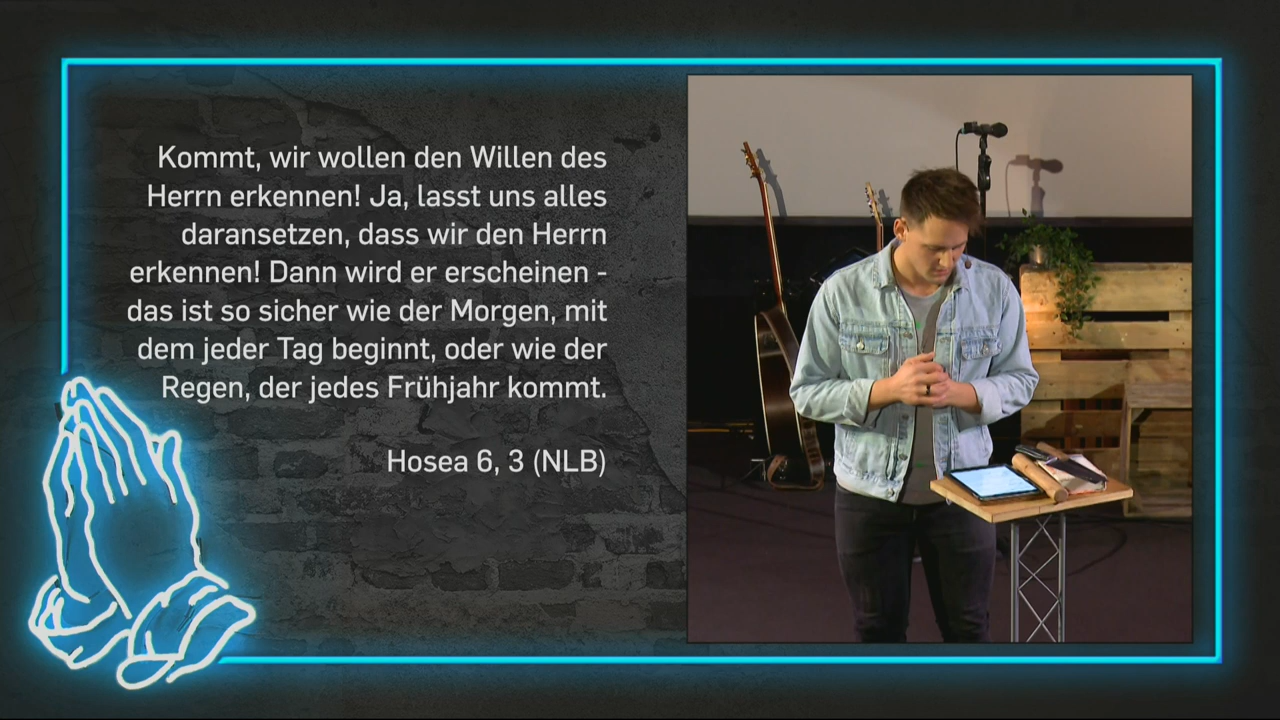 Kommt, wir wollen den Willen des
Herrn erkennen! Ja, lasst uns alles
daransetzen, dass wir den Herrn
erkennen! Dann wird er erscheinen -
das ist so sicher wie der Morgen, mit
dem jeder Tag beginnt, oder wie der
Regen, der jedes Frühjahr kommt.
Hosea 6, 3 (NLB)